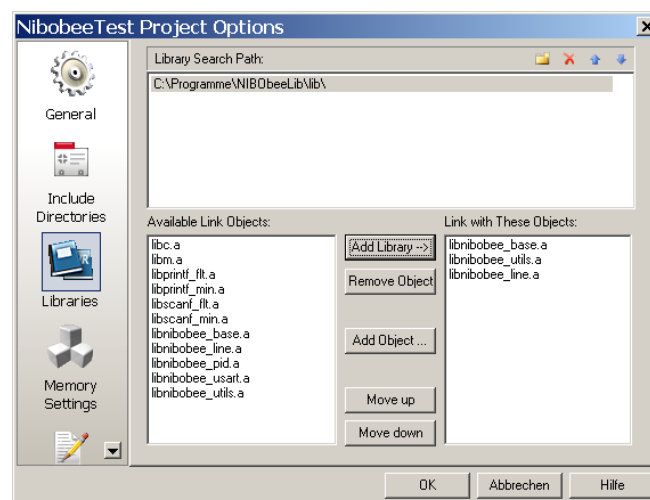 NibobeeTest Project Options
General
Include
Directories
Libraries
Memory
Settings
Library Search Path:
C:\Programme\NIBObeeLib\lib\
Available Link Objects:
libc.a
libm.a
libprintf_flt.a
libprintf_min.a
libscanf_flt.a
libscanf_min.a
libnibobee_base.a
libnibobee_line.a
libnibobee_pid.a
libnibobee_usart.a
libnibobee_utils.a
Add Library -->
Remove Object
Add Object ...
Move up
Move down
Link with These Objects:
libnibobee_base.a
libnibobee_utils.a
libnibobee_line.a
OK
Abbrechen
Hilfe